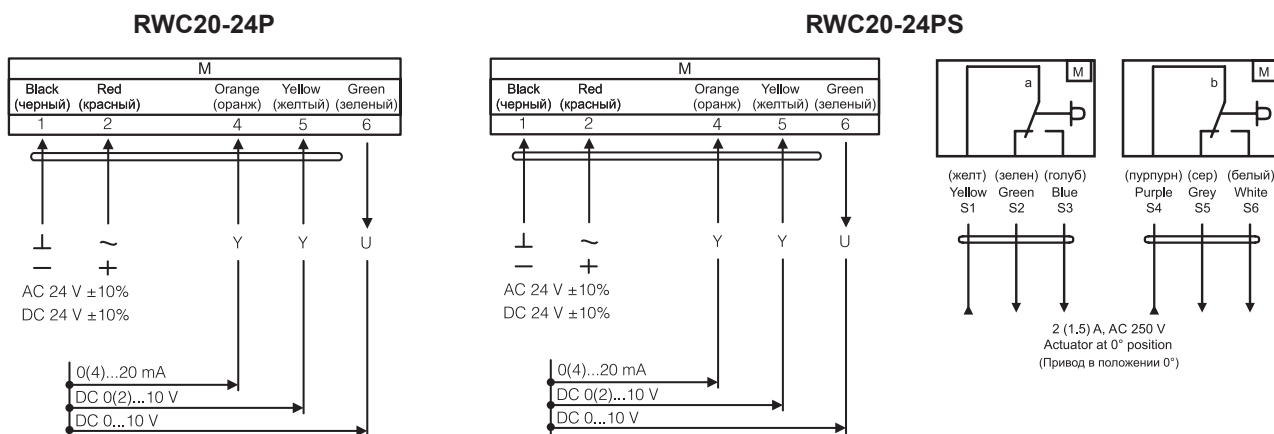 RWC20-24P
RWC20-24PS
M
Black Red Orange Yellow Green
(черный) (красный) (оранж) (желтый) (зеленый)
1 2 4 5 6
⊥ ~ Y Y U
− +
AC 24 V ±10%
DC 24 V ±10%
0(4)...20 mA
DC 0(2)...10 V
DC 0...10 V
M
Black Red Orange Yellow Green
(черный) (красный) (оранж) (желтый) (зеленый)
1 2 4 5 6
⊥ ~ Y Y U
− +
AC 24 V ±10%
DC 24 V ±10%
0(4)...20 mA
DC 0(2)...10 V
DC 0...10 V
M
a
(желт) (зелен) (голуб)
Yellow Green Blue
S1 S2 S3
M
b
(пурпурн) (сер) (белый)
Purple Grey White
S4 S5 S6
2 (1,5) A, AC 250 V
Actuator at 0° position
(Привод в положении 0°)